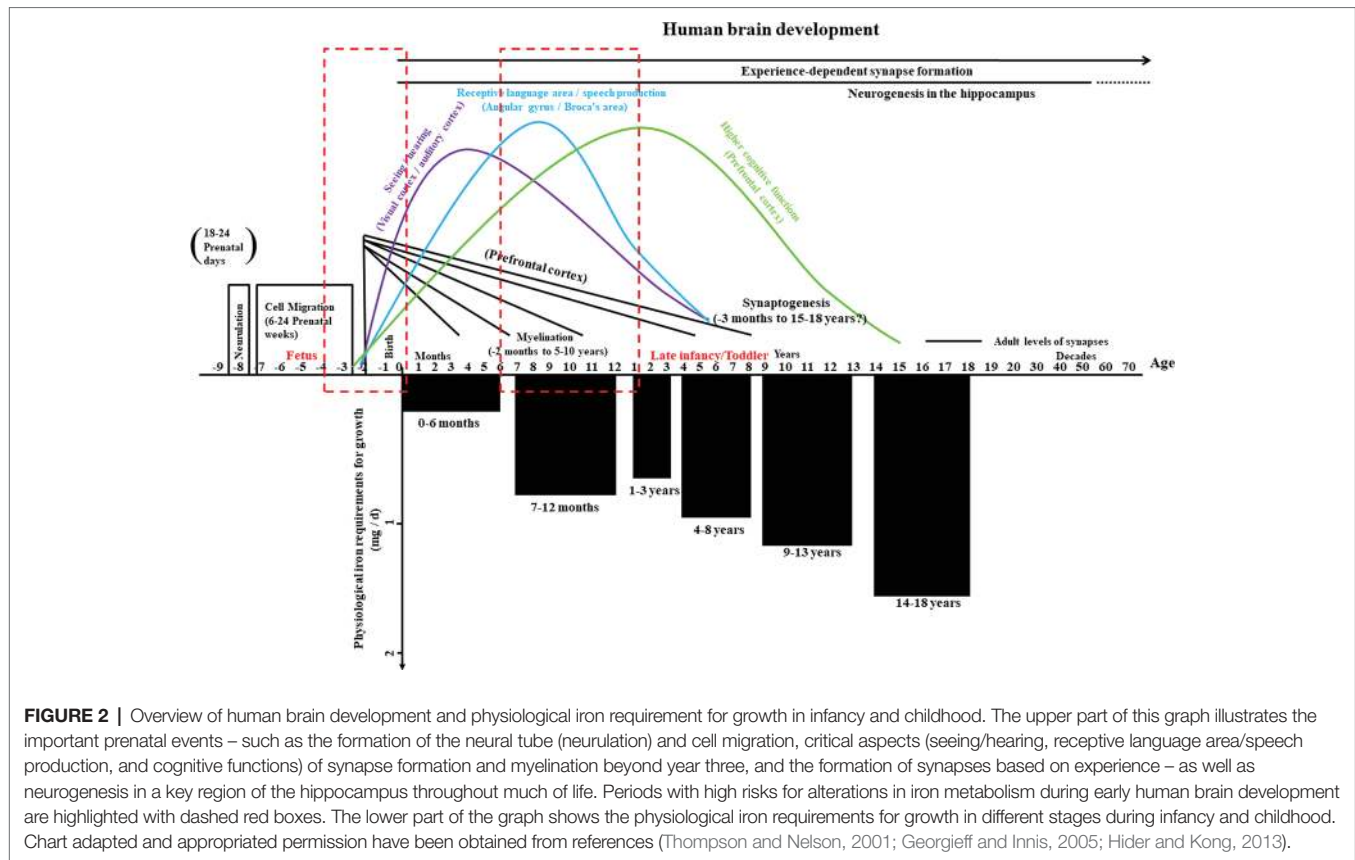 Human brain development
Experience-dependent synapse formation
Neurogenesis in the hippocampus
Receptive language area / speech production
(Angular gyrus / Broca's area)
Seeing / hearing
(Visual cortex / auditory cortex)
Higher cognitive functions
(Prefrontal cortex)
(18-24
Prenatal
days)
Neurulation
Cell Migration
(6-24 Prenatal
weeks)
Fetus
(Prefrontal cortex)
Synaptogenesis
(-3 months to 15-18 years?)
Birth
Months
Myelination
(-2 months to 5-10 years)
Late infancy/Toddler
Years
Adult levels of synapses
Decades
-9 -8 -7 -6 -5 -4 -3 -2 -1 0 1 2 3 4 5 6 7 8 9 10 11 12 1 2 3 4 5 6 7 8 9 10 11 12 13 14 15 16 17 18 19 20 30 40 50 60 70 Age
Physiological iron requirements for growth
(mg / d)
1
2
0-6 months
7-12 months
1-3 years
4-8 years
9-13 years
14-18 years
FIGURE 2 | Overview of human brain development and physiological iron requirement for growth in infancy and childhood. The upper part of this graph illustrates the
important prenatal events – such as the formation of the neural tube (neurulation) and cell migration, critical aspects (seeing/hearing, receptive language area/speech
production, and cognitive functions) of synapse formation and myelination beyond year three, and the formation of synapses based on experience – as well as
neurogenesis in a key region of the hippocampus throughout much of life. Periods with high risks for alterations in iron metabolism during early human brain development
are highlighted with dashed red boxes. The lower part of the graph shows the physiological iron requirements for growth in different stages during infancy and childhood.
Chart adapted and appropriated permission have been obtained from references (Thompson and Nelson, 2001; Georgieff and Innis, 2005; Hider and Kong, 2013).